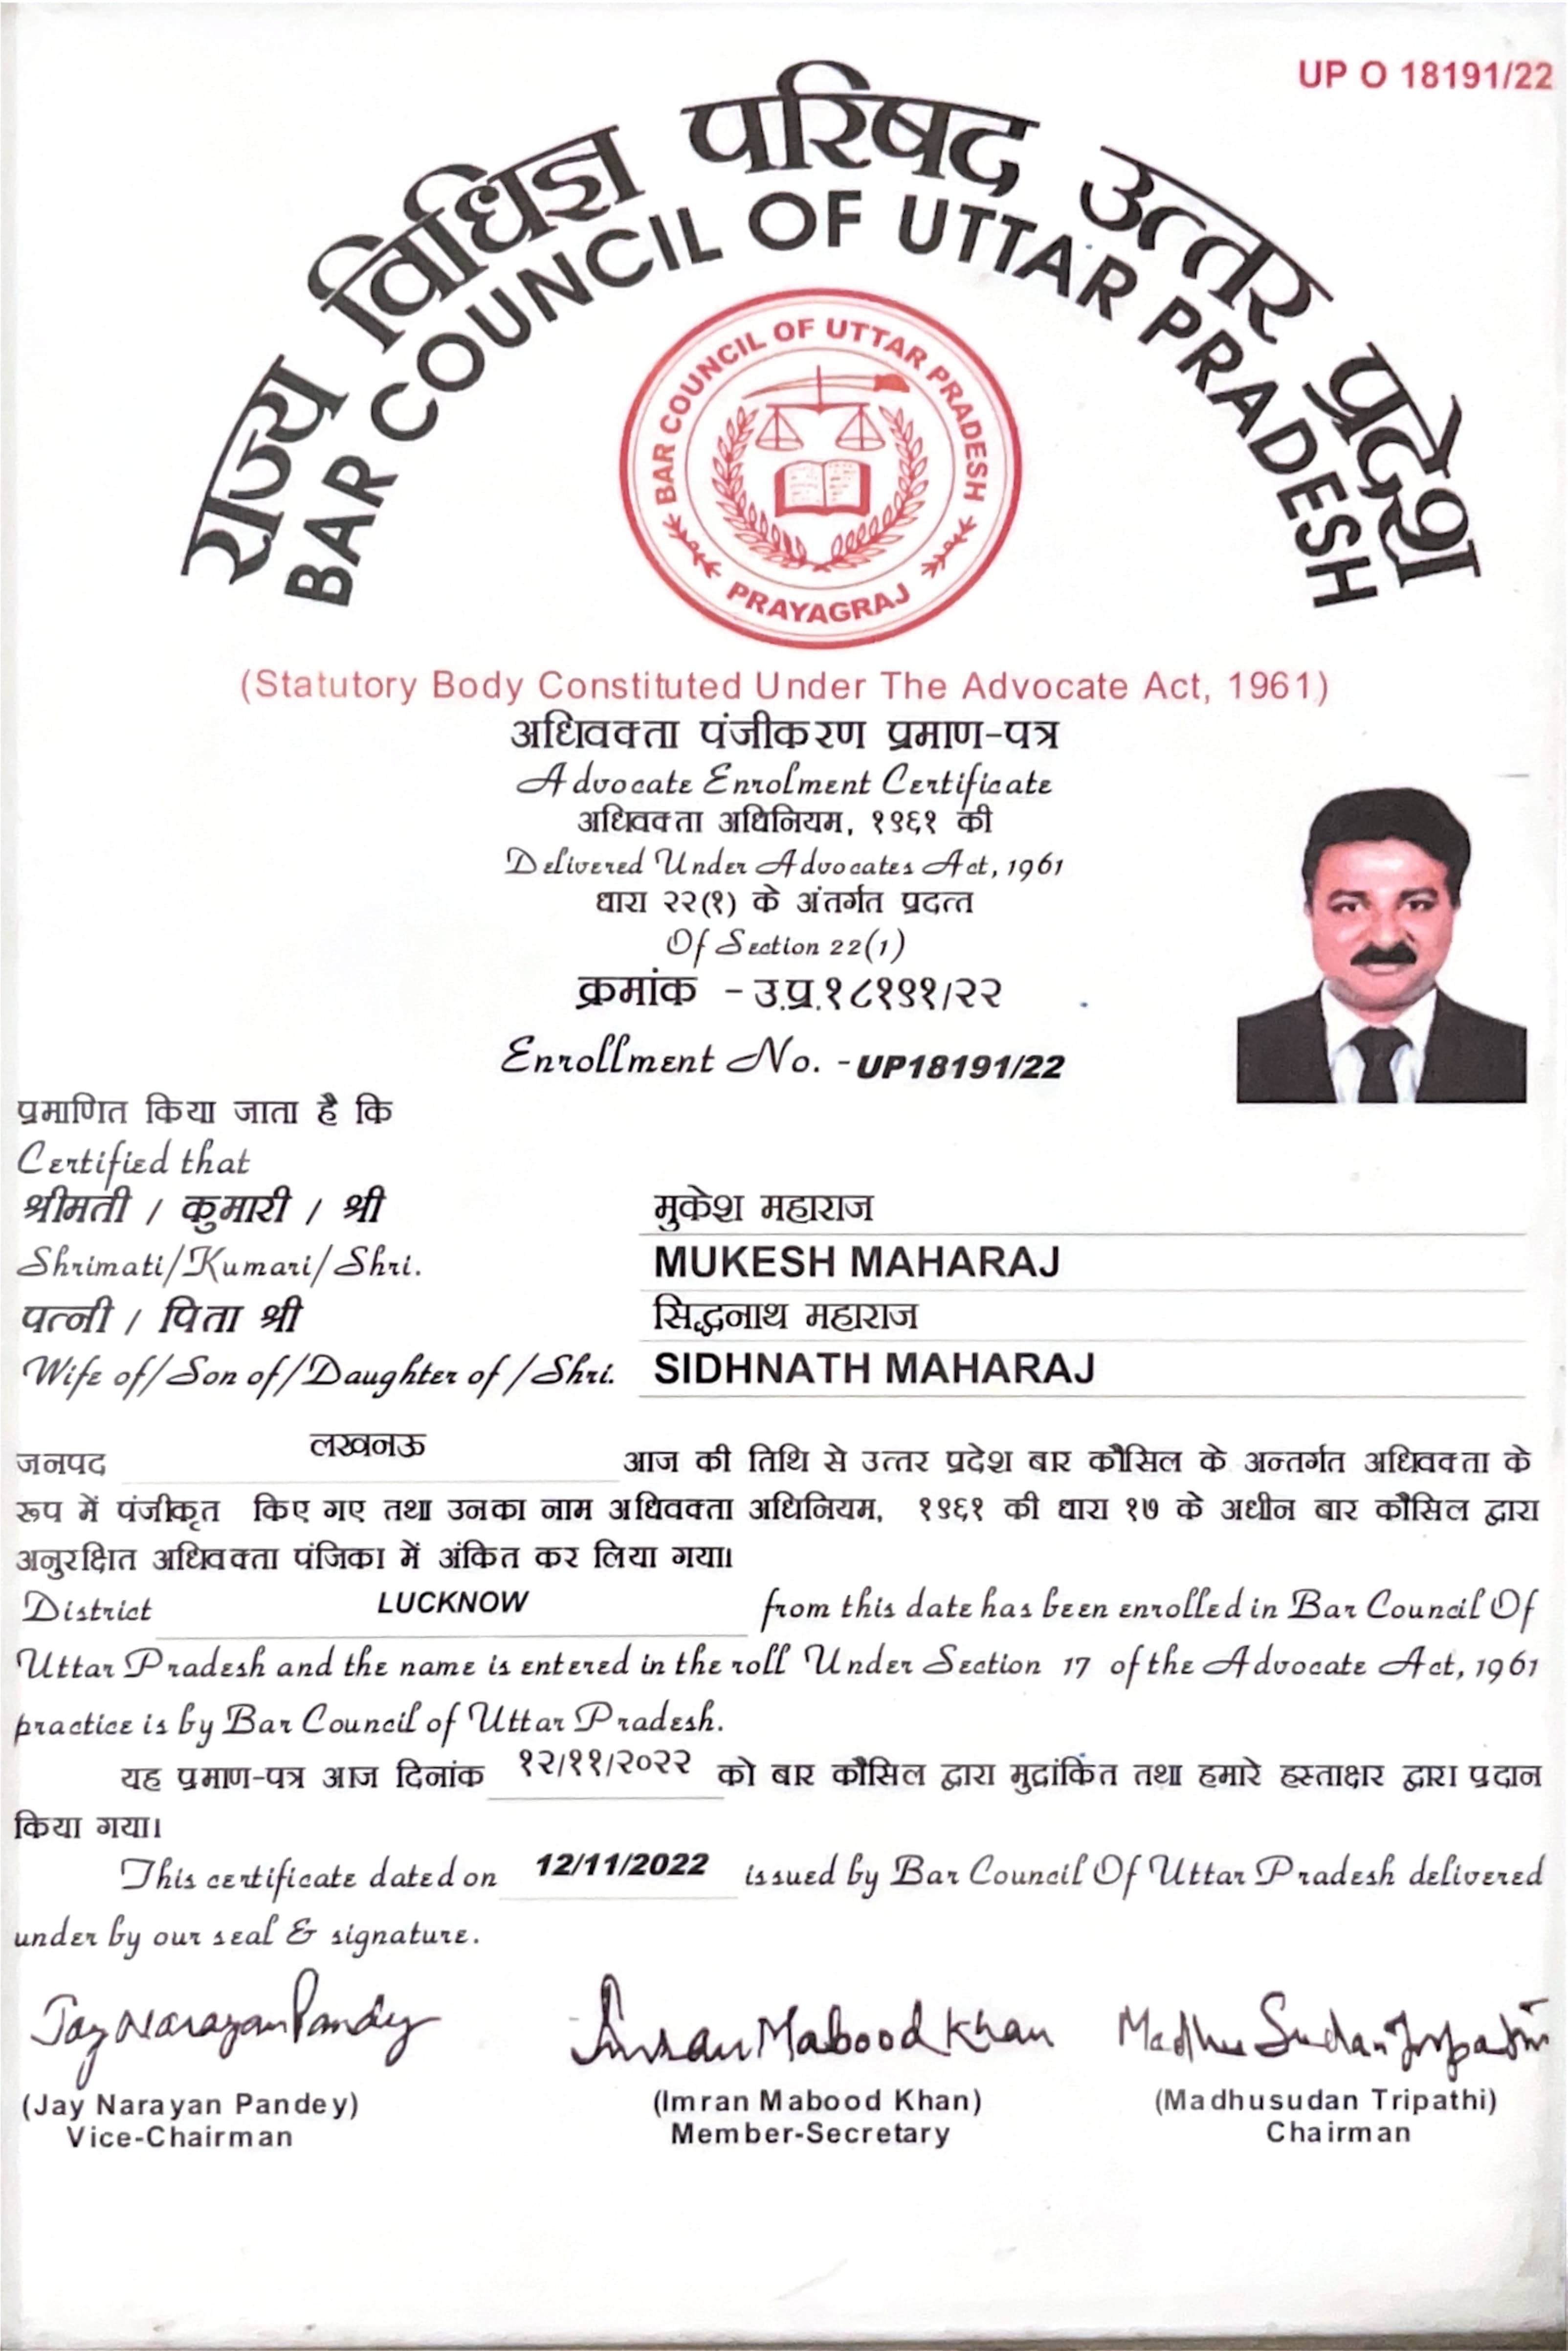 UP O 18191/22
राज्य विधिज्ञ परिषद उत्तर प्रदेश
BAR COUNCIL OF UTTAR PRADESH
BAR COUNCIL OF UTTAR PRADESH
PRAYAGRAJ
(Statutory Body Constituted Under The Advocate Act, 1961)
अधिवक्ता पंजीकरण प्रमाण-पत्र
Advocate Enrolment Certificate
अधिवक्ता अधिनियम, १९६१ की
Delivered Under Advocates Act, 1961
धारा २२(१) के अंतर्गत प्रदत्त
Of Section 22(1)
क्रमांक - उ.प्र.१८१९१/२२
Enrollment No. - UP18191/22
प्रमाणित किया जाता है कि
Certified that
श्रीमती / कुमारी / श्री मुकेश महाराज
Shrimati/Kumari/Shri. MUKESH MAHARAJ
पत्नी / पिता श्री सिद्धनाथ महाराज
Wife of/Son of/Daughter of /Shri. SIDHNATH MAHARAJ
जनपद लखनऊ आज की तिथि से उत्तर प्रदेश बार कौसिल के अन्तर्गत अधिवक्ता के
रूप में पंजीकृत किए गए तथा उनका नाम अधिवक्ता अधिनियम, १९६१ की धारा १७ के अधीन बार कौसिल द्वारा
अनुरक्षित अधिवक्ता पंजिका में अंकित कर लिया गया।
District LUCKNOW from this date has been enrolled in Bar Council Of
Uttar Pradesh and the name is entered in the roll Under Section 17 of the Advocate Act, 1961
practice is by Bar Council of Uttar Pradesh.
यह प्रमाण-पत्र आज दिनांक १२/११/२०२२ को बार कौसिल द्वारा मुद्रांकित तथा हमारे हस्ताक्षर द्वारा प्रदान
किया गया।
This certificate dated on 12/11/2022 issued by Bar Council Of Uttar Pradesh delivered
under by our seal & signature.
Jay Narayan Pandey Imran Mabood Khan Madhu Sudan Tripathi
(Jay Narayan Pandey) (Imran Mabood Khan) (Madhusudan Tripathi)
Vice-Chairman Member-Secretary Chairman